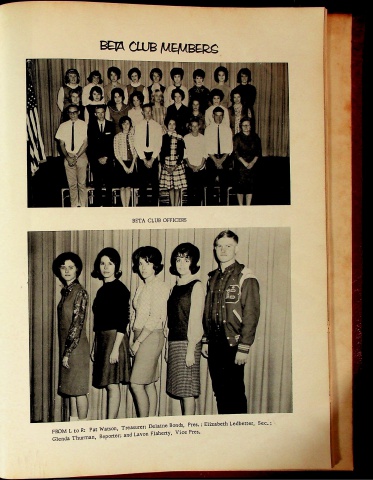 BETA CLUB MEMBERS
BETA CLUB OFFICERS
FROM L to R: Pat Watson, Treasurer; Delaine Bonds, Pres.; Elizabeth Ledbetter, Sec.;
Glenda Thurman, Reporter; and Lavon Flaherty, Vice Pres.